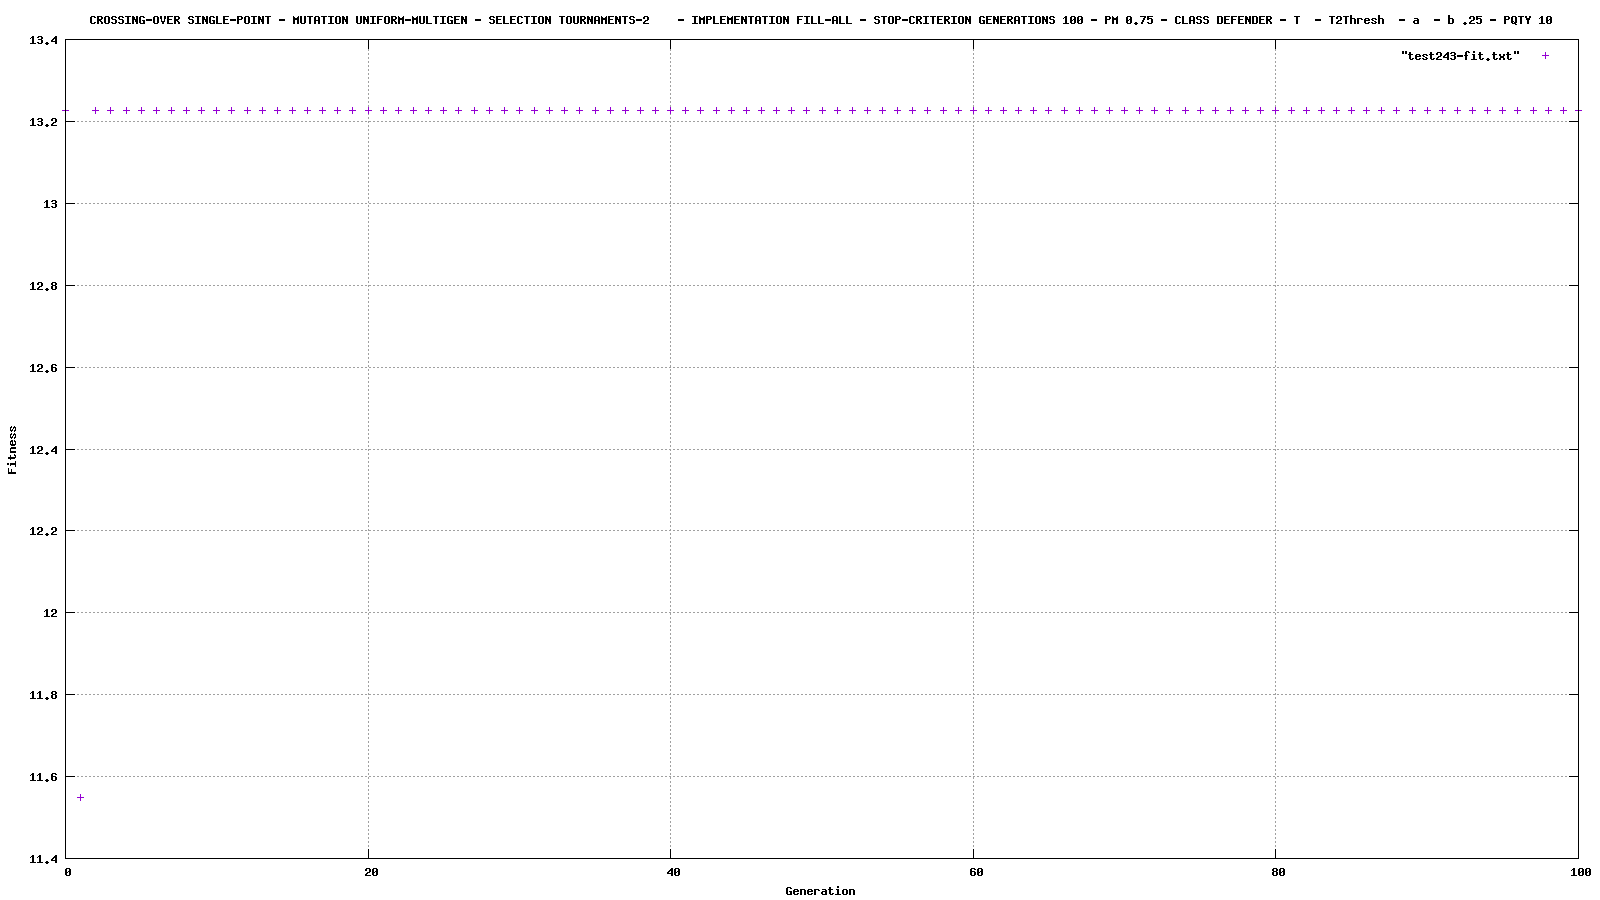 CROSSING-OVER SINGLE-POINT - MUTATION UNIFORM-MULTIGEN - SELECTION TOURNAMENTS-2    - IMPLEMENTATION FILL-ALL - STOP-CRITERION GENERATIONS 100 - PM 0.75 - CLASS DEFENDER - T  - T2Thresh  - a  - b .25 - PQTY 10
"test243-fit.txt"
13.4
13.2
13
12.8
12.6
12.4
12.2
12
11.8
11.6
11.4
Fitness
0 20 40 60 80 100
Generation